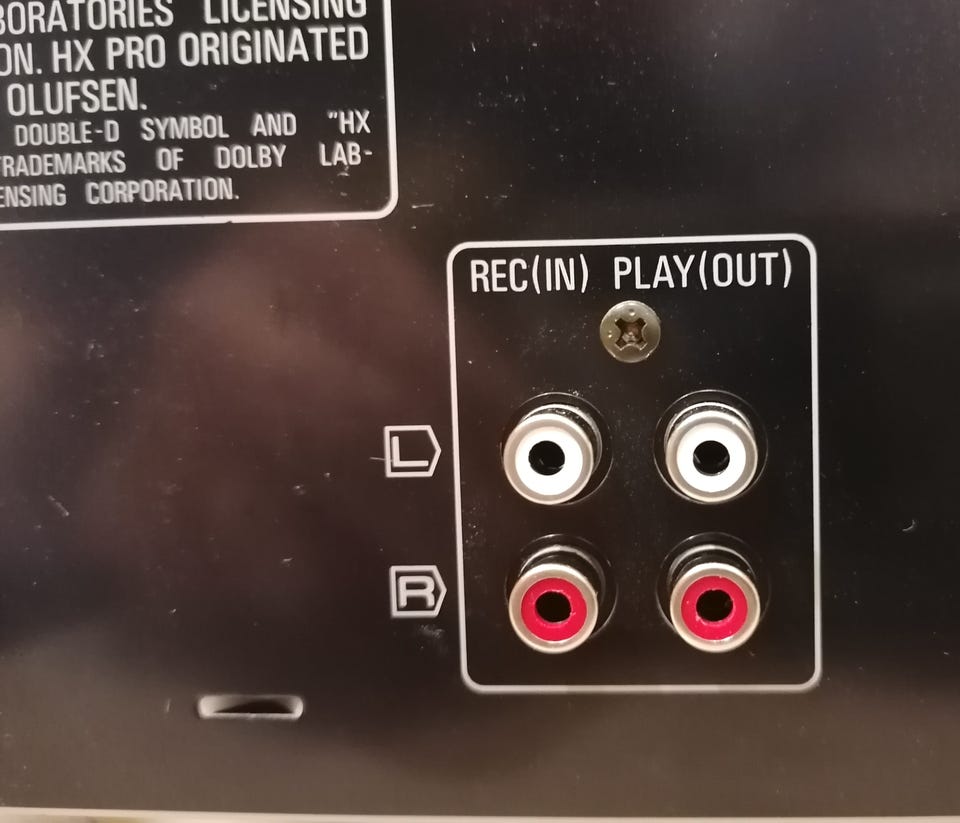 BORATORIES LICENSING
ON. HX PRO ORIGINATED
OLUFSEN.
DOUBLE-D SYMBOL AND "HX
TRADEMARKS OF DOLBY LAB-
ENSING CORPORATION.
REC(IN) PLAY(OUT)
L
R